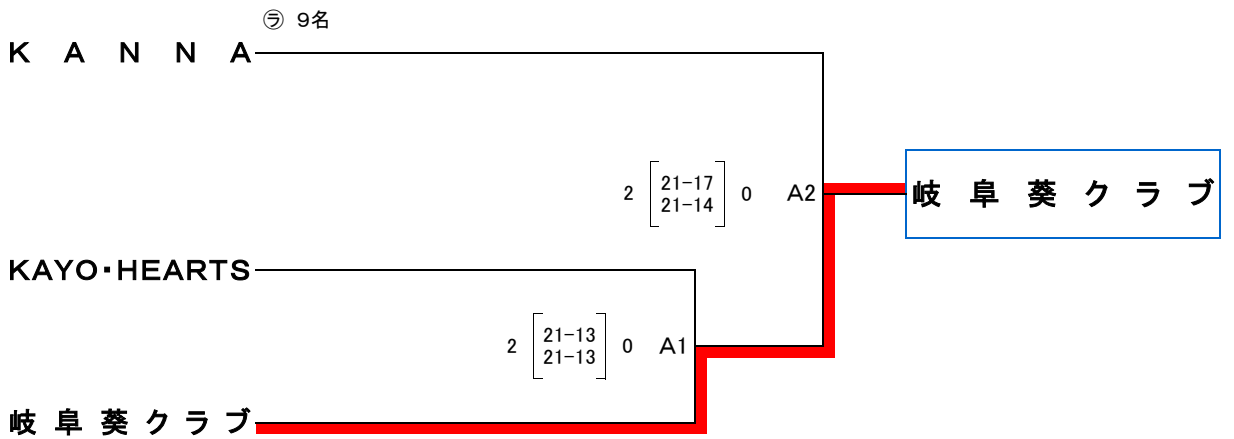 ㋶ 9名
KANNA
2 21-17 0 A2
21-14
岐阜葵クラブ
KAYO・HEARTS
2 21-13 0 A1
21-13
岐阜葵クラブ